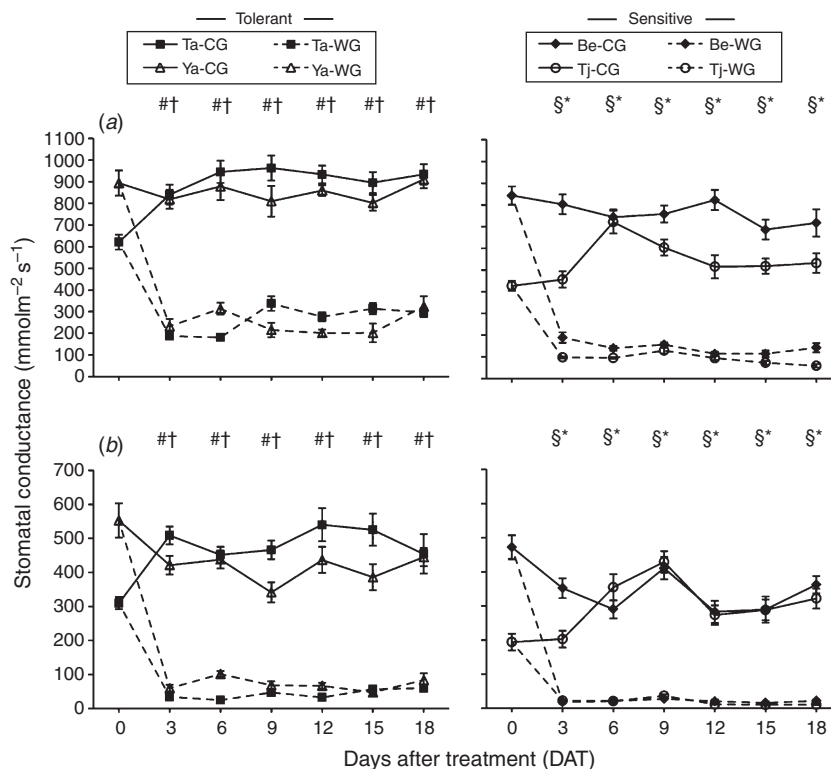 Tolerant
Sensitive
Ta-CG Ta-WG
Ya-CG Ya-WG
Be-CG Be-WG
Tj-CG Tj-WG
(a)
#† #† #† #† #† #†
§* §* §* §* §* §*
1100
1000
900
800
700
600
500
400
300
200
100
0
(b)
#† #† #† #† #† #†
§* §* §* §* §* §*
700
600
500
400
300
200
100
0
0 3 6 9 12 15 18
0 3 6 9 12 15 18
Stomatal conductance (mmolm⁻² s⁻¹)
Days after treatment (DAT)